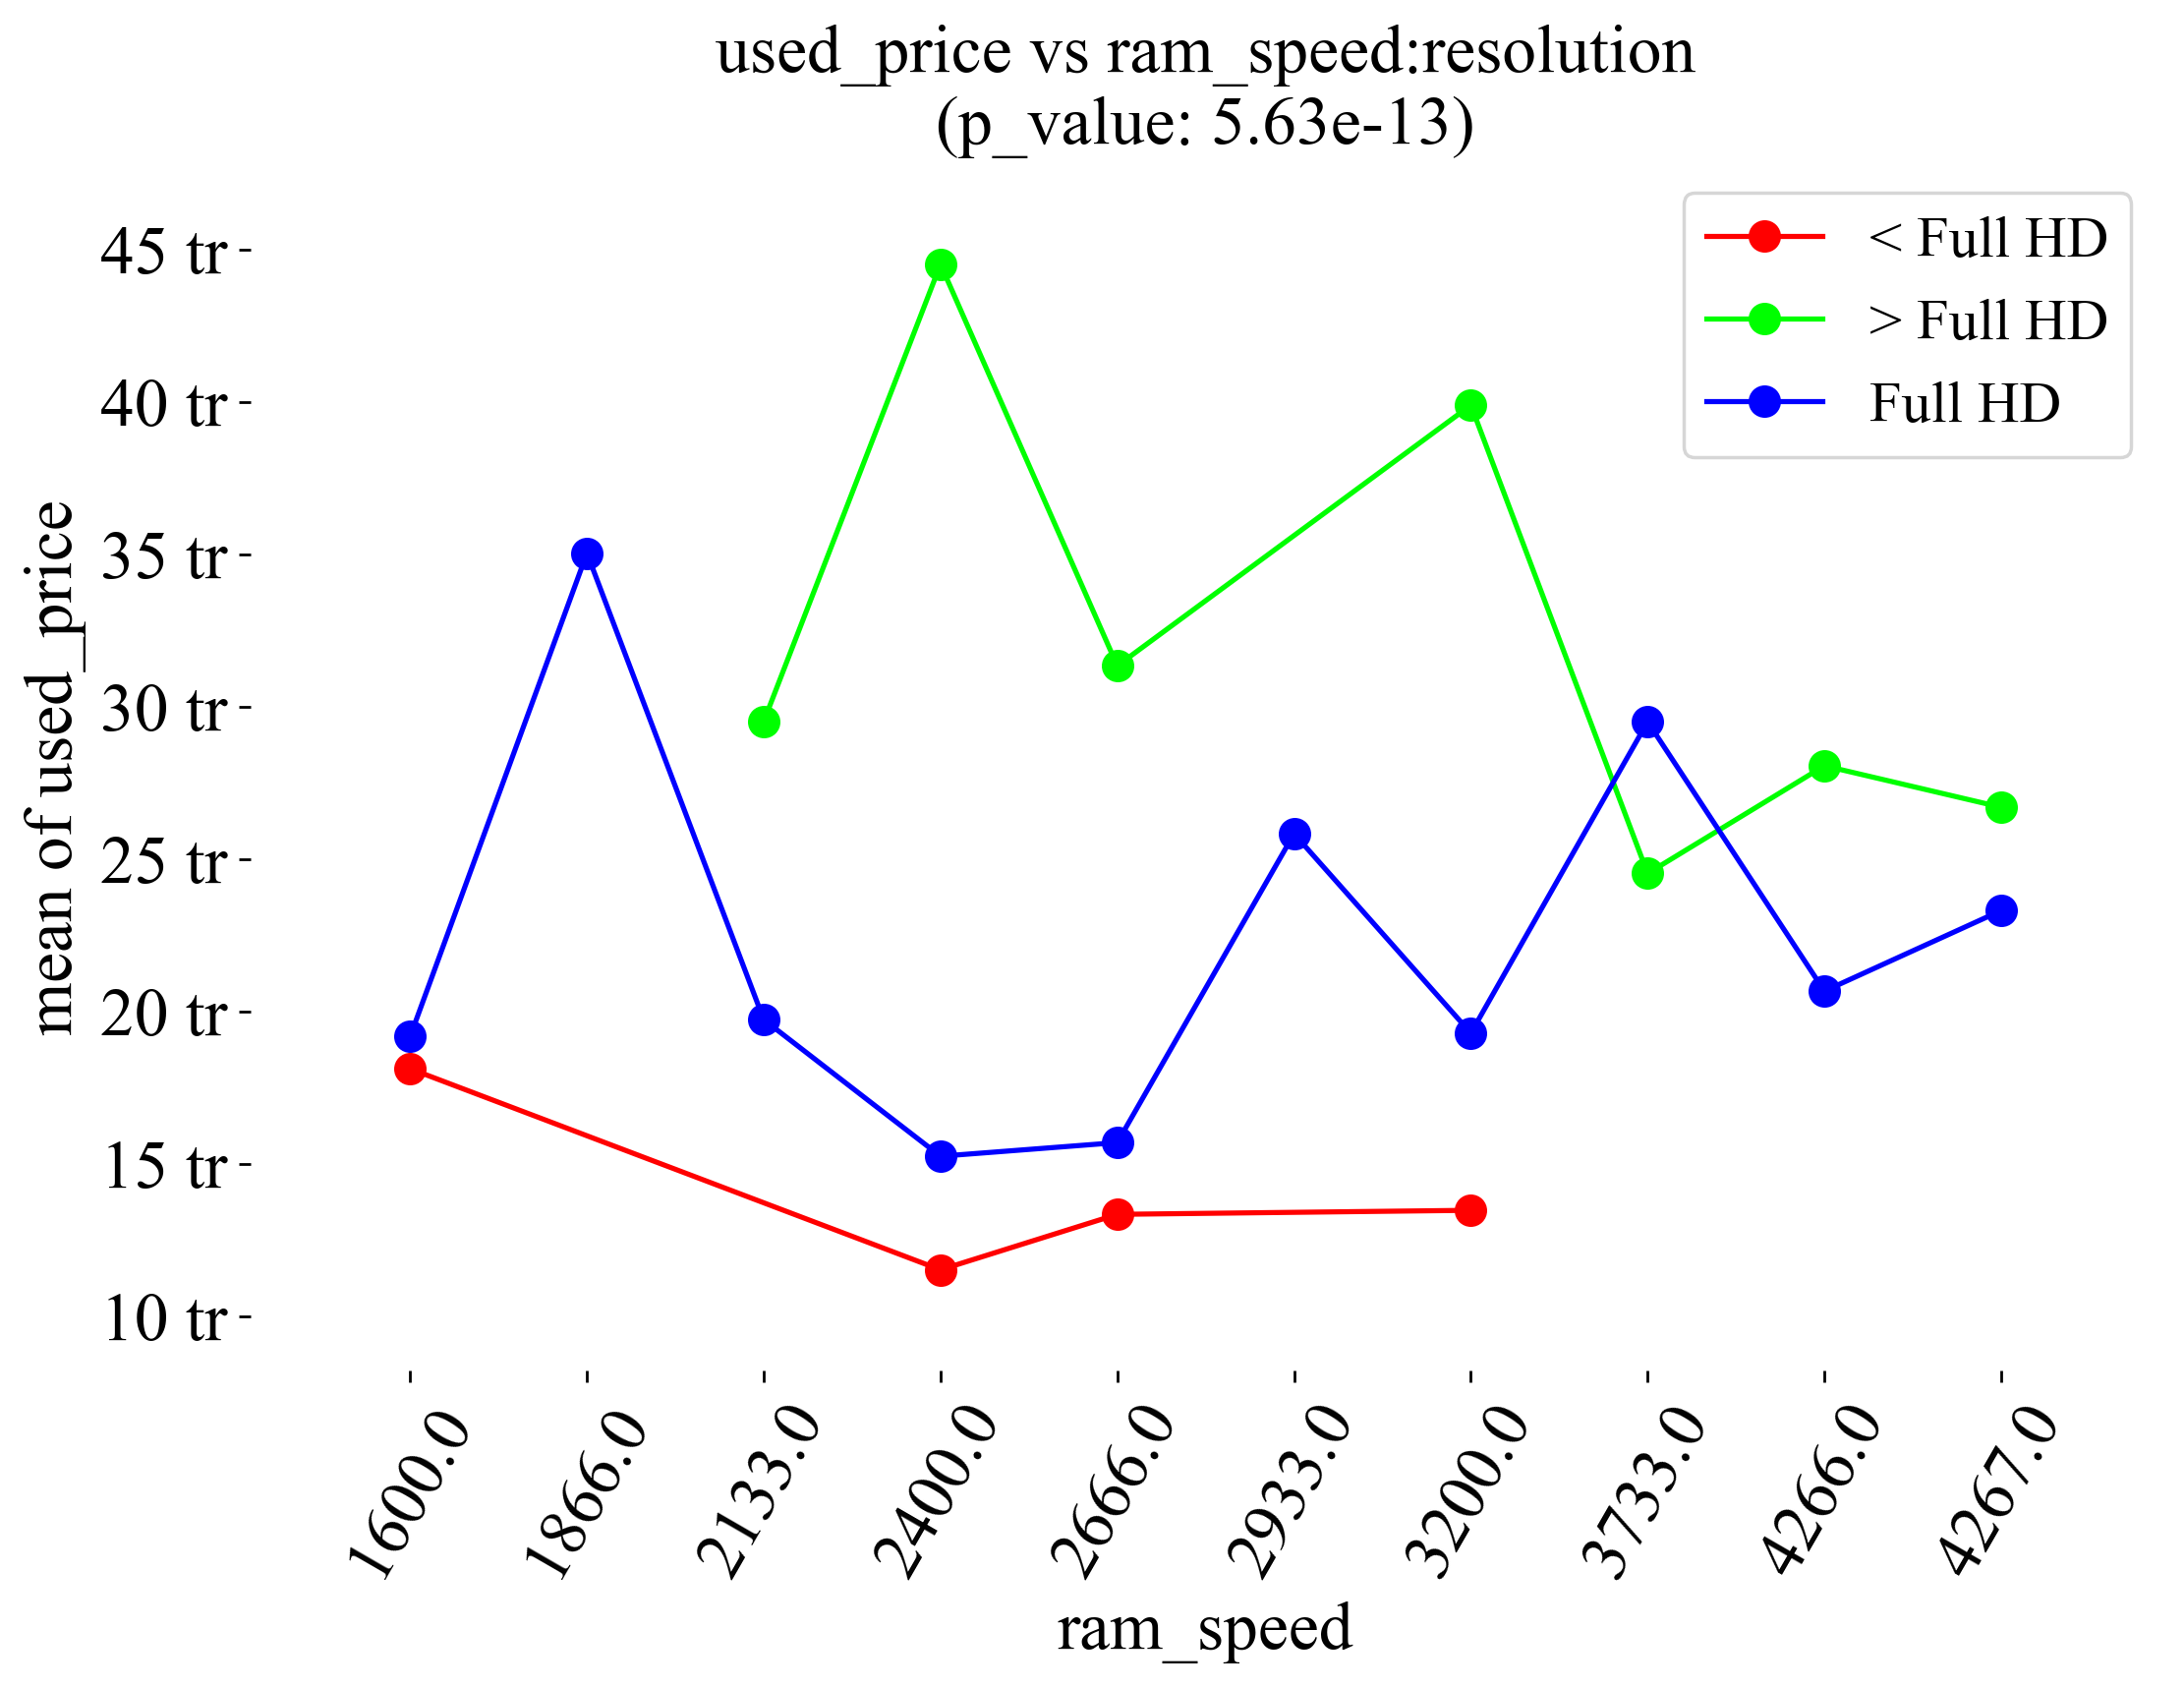 used_price vs ram_speed:resolution
(p_value: 5.63e-13)
< Full HD
> Full HD
Full HD
mean of used_price
45 tr
40 tr
35 tr
30 tr
25 tr
20 tr
15 tr
10 tr
1600.0
1866.0
2133.0
2400.0
2666.0
2933.0
3200.0
3733.0
4266.0
4267.0
ram_speed